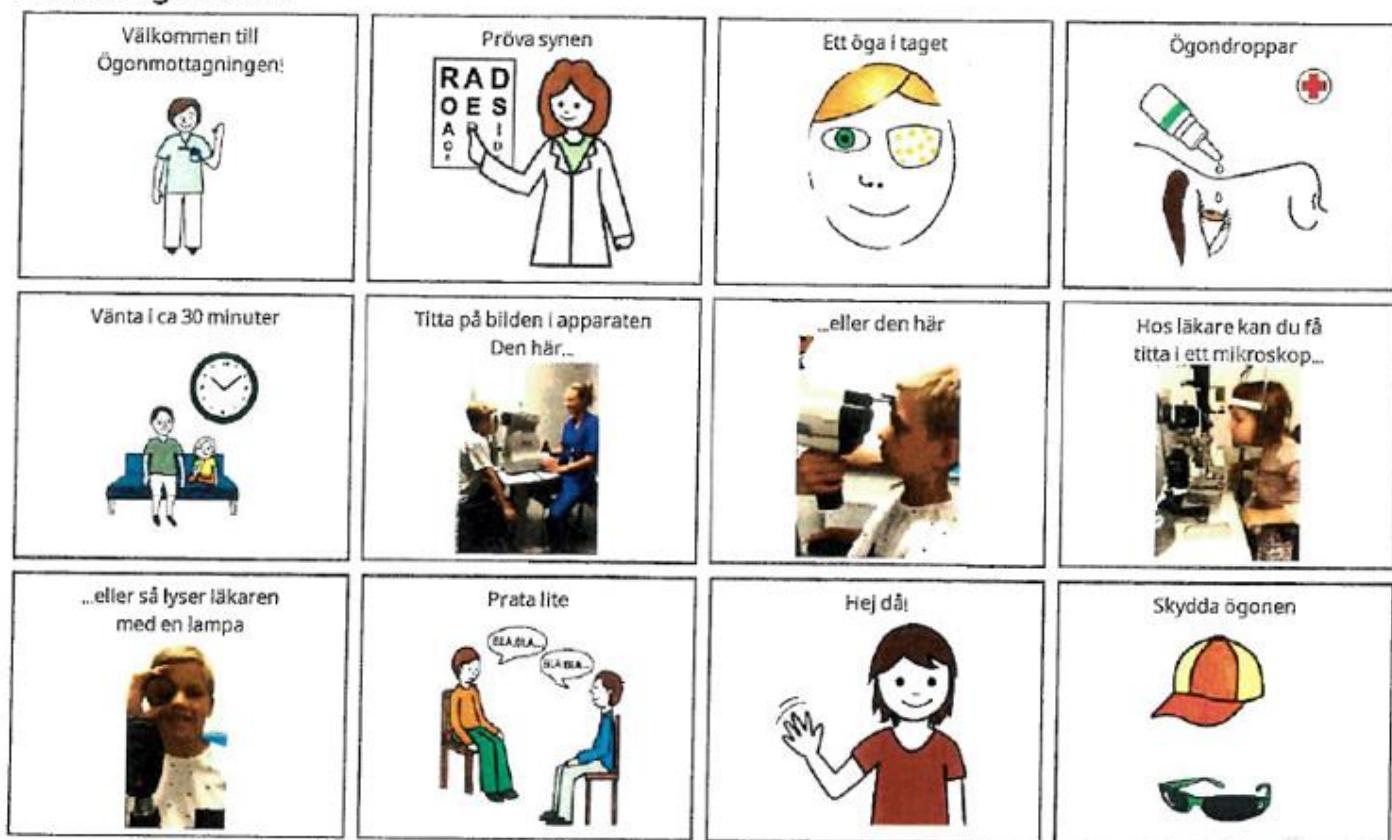 Välkommen till
Ögonmottagningen!
Pröva synen
RAD
OES
Ett öga i taget
Ögondroppar
Vänta i ca 30 minuter
Titta på bilden i apparaten
Den här...
...eller den här
Hos läkare kan du få
titta i ett mikroskop...
...eller så lyser läkaren
med en lampa
Prata lite
BLA BLA...
BLA BLA...
Hej då!
Skydda ögonen